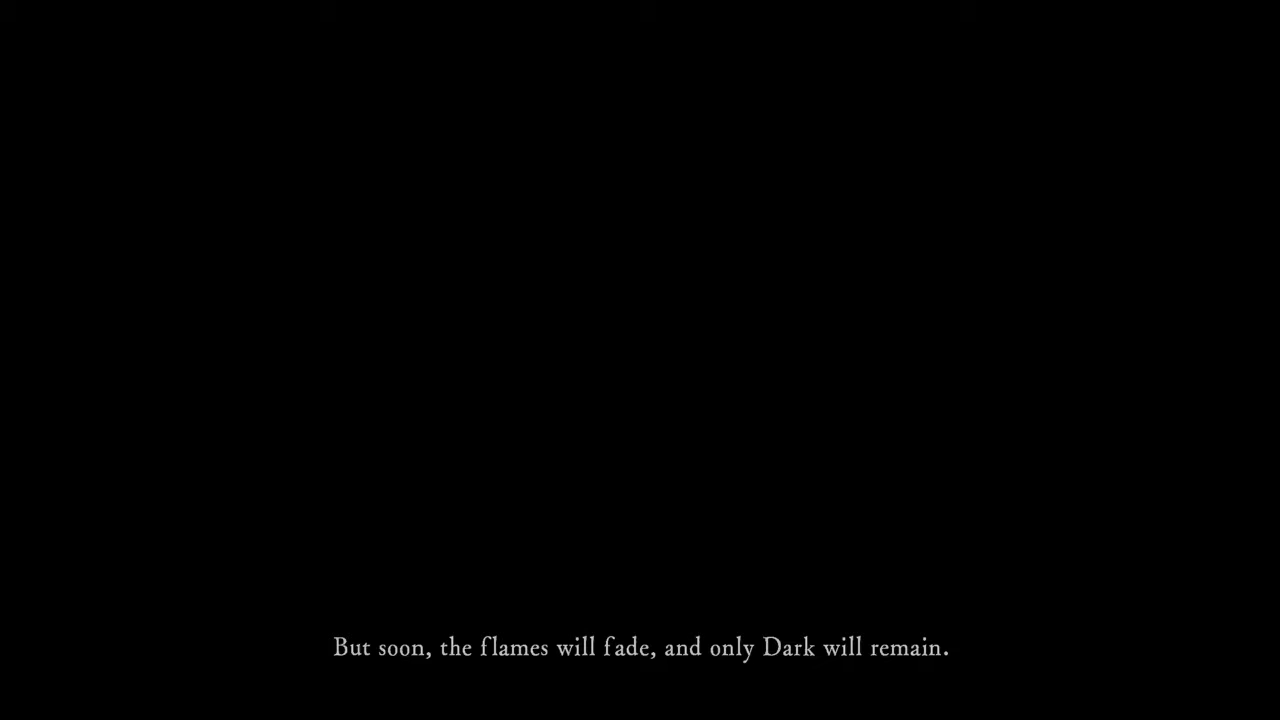 But soon, the flames will fade, and only Dark will remain.